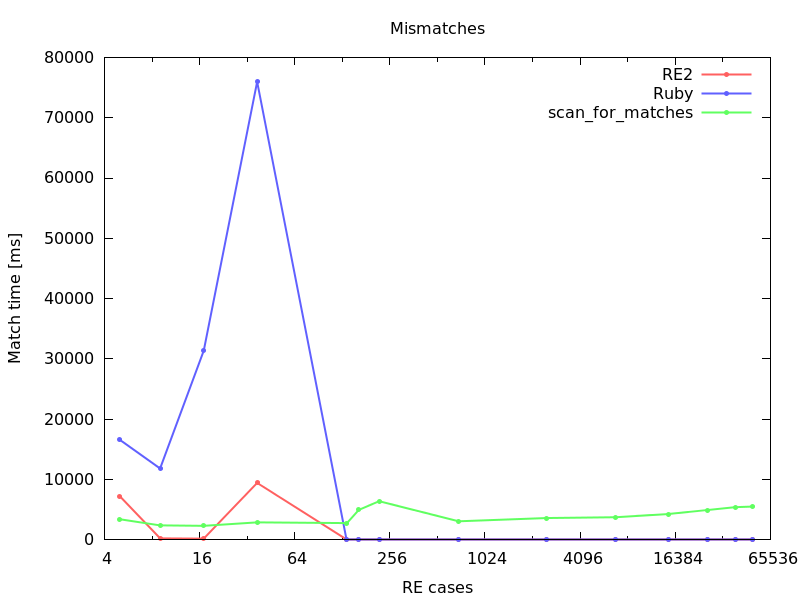 Mismatches
80000
70000
60000
50000
40000
30000
20000
10000
0
Match time [ms]
RE2
Ruby
scan_for_matches
4 16 64 256 1024 4096 16384 65536
RE cases